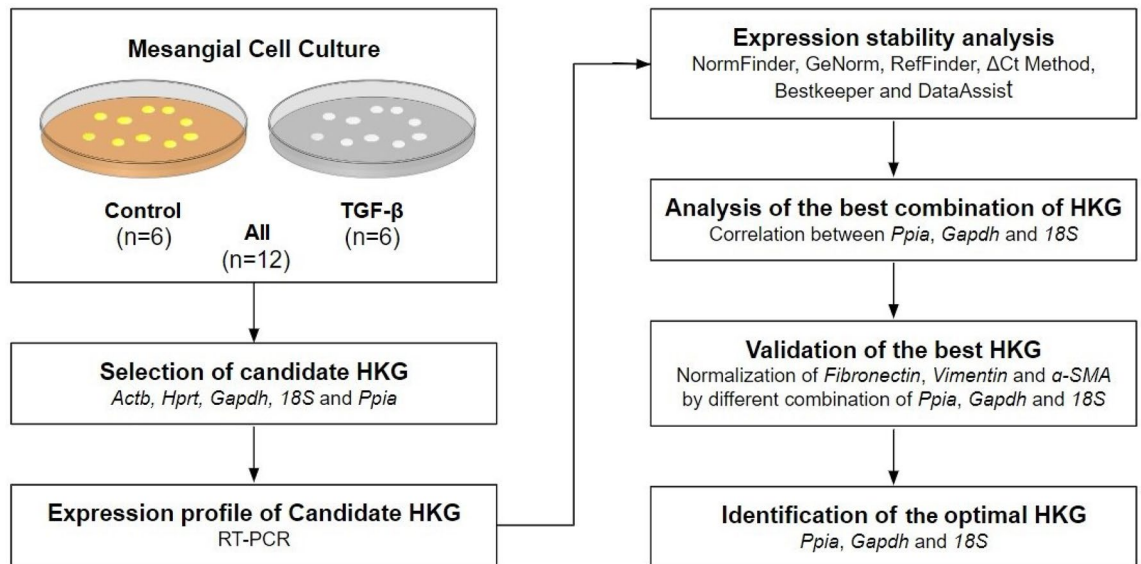 Mesangial Cell Culture
Control
(n=6)
TGF-β
(n=6)
All
(n=12)
Selection of candidate HKG
Actb, Hprt, Gapdh, 18S and Ppia
Expression profile of Candidate HKG
RT-PCR
Expression stability analysis
NormFinder, GeNorm, RefFinder, ΔCt Method,
Bestkeeper and DataAssist
Analysis of the best combination of HKG
Correlation between Ppia, Gapdh and 18S
Validation of the best HKG
Normalization of Fibronectin, Vimentin and α-SMA
by different combination of Ppia, Gapdh and 18S
Identification of the optimal HKG
Ppia, Gapdh and 18S